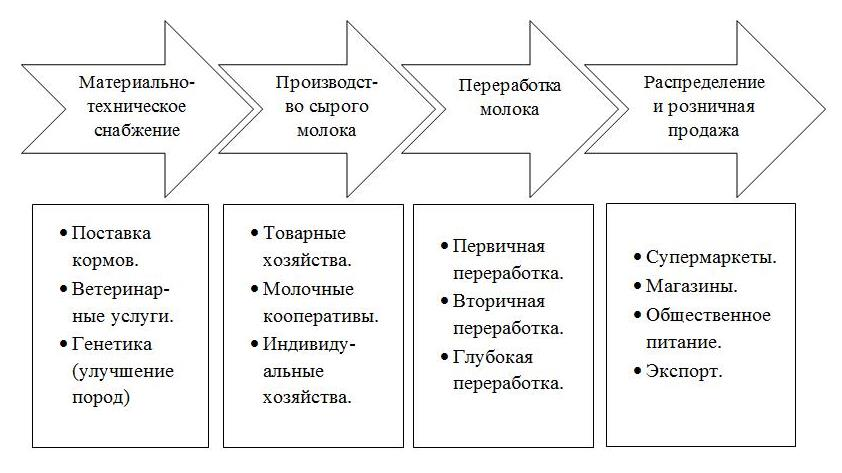 Материально-
техническое
снабжение
Производст-
во сырого
молока
Переработка
молока
Распределение
и розничная
продажа
• Поставка
кормов.
• Ветеринар-
ные услуги.
• Генетика
(улучшение
пород)
• Товарные
хозяйства.
• Молочные
кооперативы.
• Индивиду-
альные
хозяйства.
• Первичная
переработка.
• Вторичная
переработка.
• Глубокая
переработка.
• Супермаркеты.
• Магазины.
• Общественное
питание.
• Экспорт.